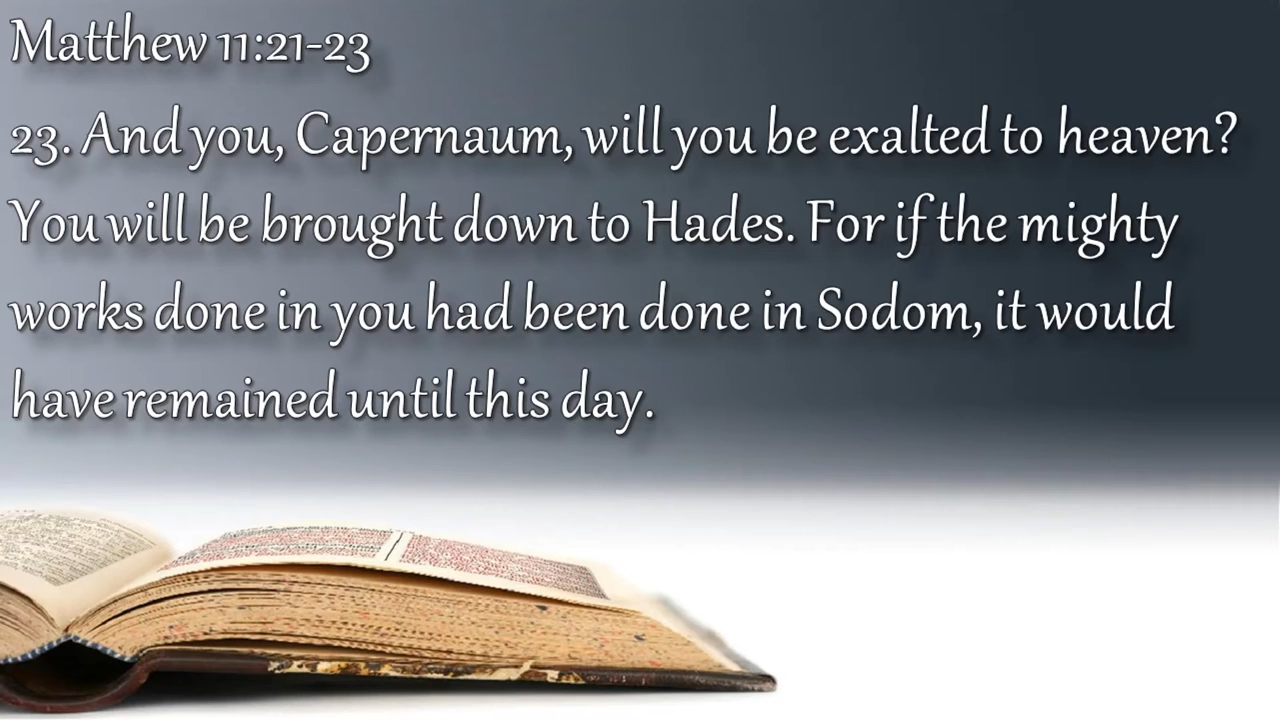 Matthew 11:21-23
23. And you, Capernaum, will you be exalted to heaven?
You will be brought down to Hades. For if the mighty
works done in you had been done in Sodom, it would
have remained until this day.